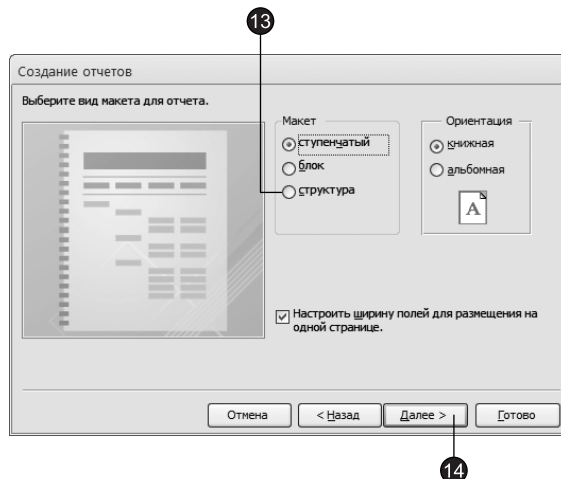 13
Создание отчетов
Выберите вид макета для отчета.
Макет
ступенчатый
блок
структура
Ориентация
книжная
альбомная
A
Настроить ширину полей для размещения на
одной странице.
Отмена
< Назад
Далее >
Готово
14